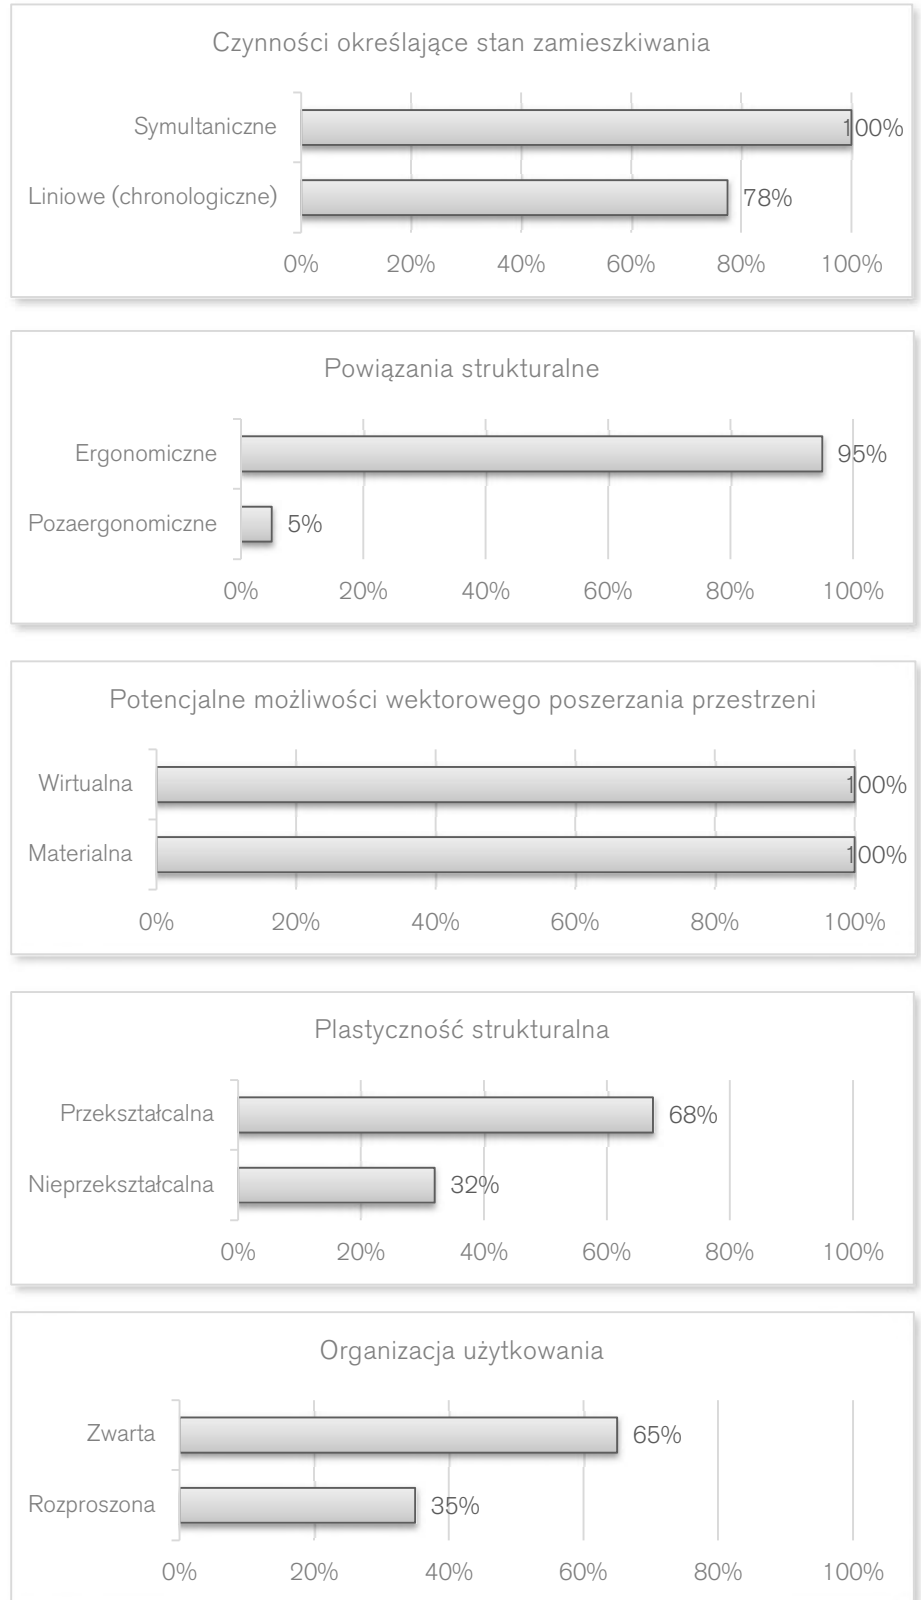 Czynności określające stan zamieszkiwania
Symultaniczne 100%
Liniowe (chronologiczne) 78%
0% 20% 40% 60% 80% 100%
Powiązania strukturalne
Ergonomiczne 95%
Pozaergonomiczne 5%
0% 20% 40% 60% 80% 100%
Potencjalne możliwości wektorowego poszerzania przestrzeni
Wirtualna 100%
Materialna 100%
0% 20% 40% 60% 80% 100%
Plastyczność strukturalna
Przekształcalna 68%
Nieprzekształcalna 32%
0% 20% 40% 60% 80% 100%
Organizacja użytkowania
Zwarta 65%
Rozproszona 35%
0% 20% 40% 60% 80% 100%